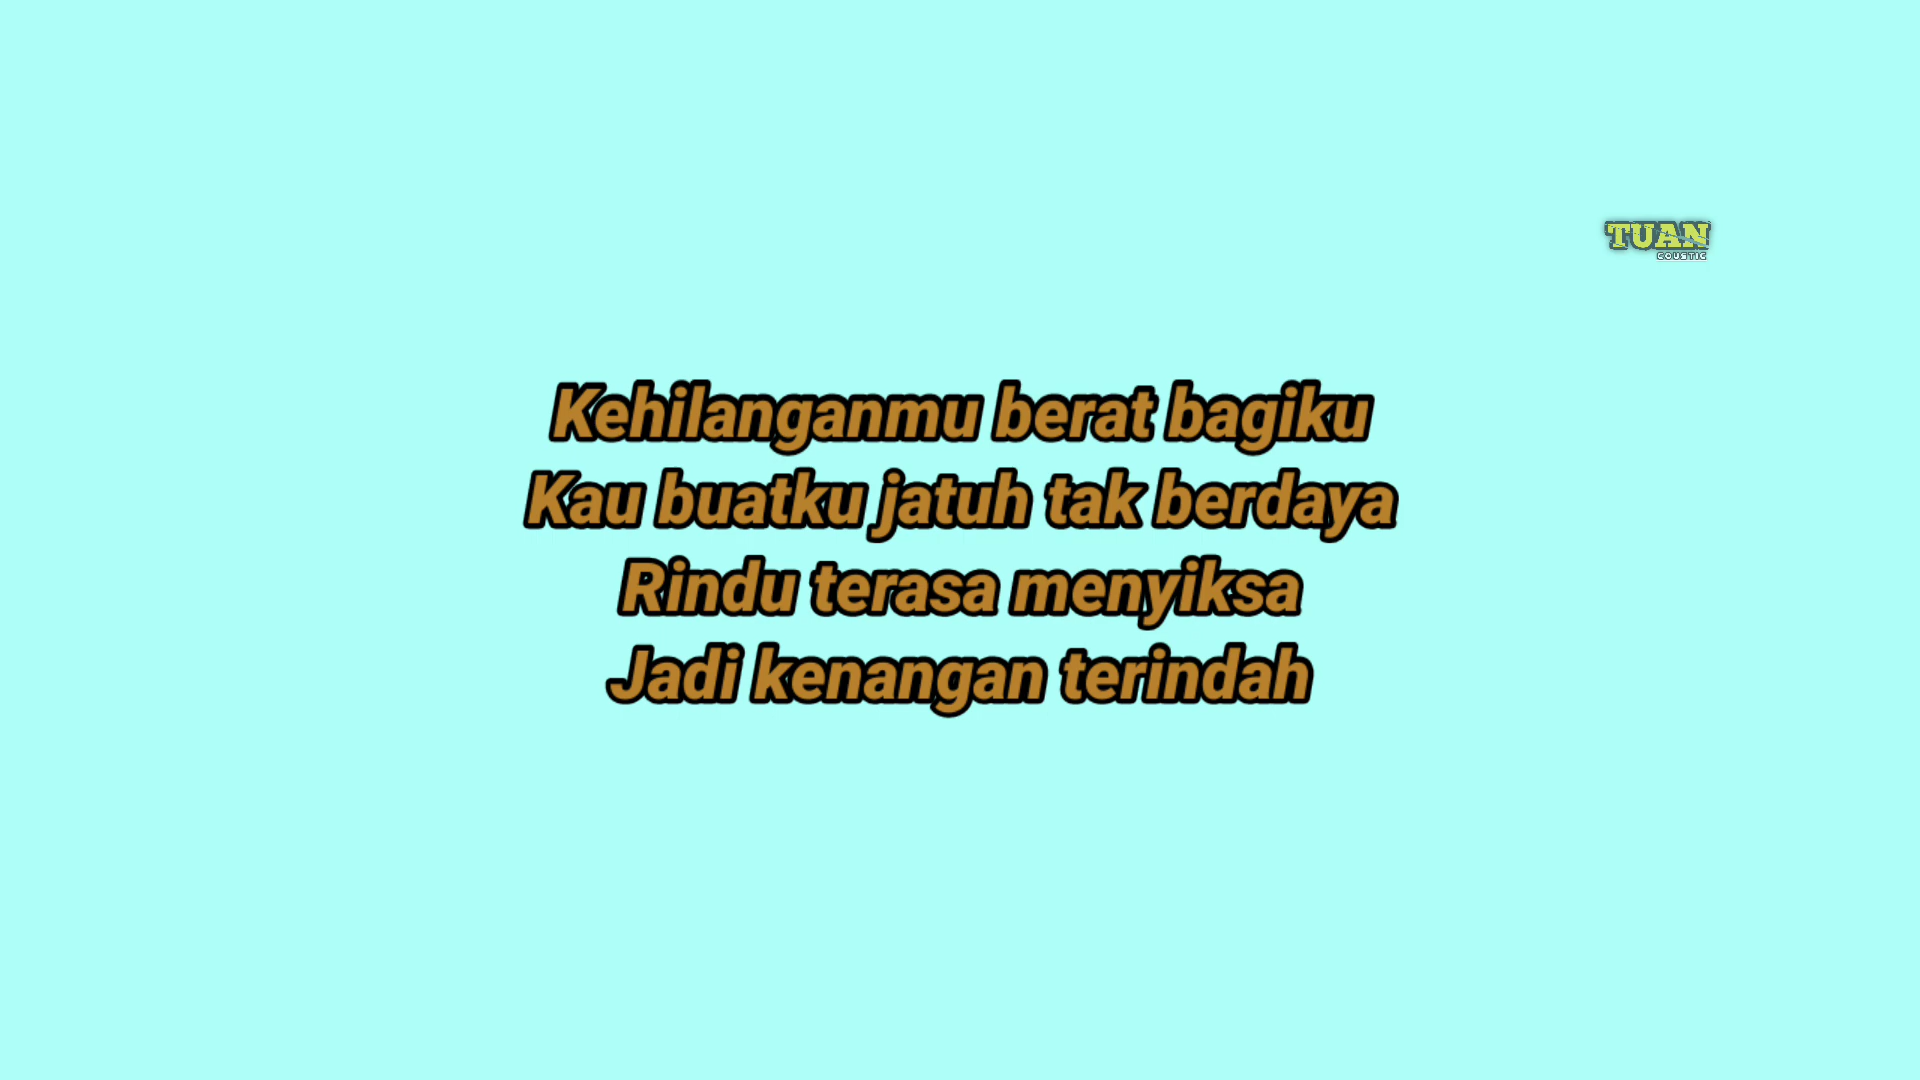 TUAN
COUSTIC
Kehilanganmu berat bagiku
Kau buatku jatuh tak berdaya
Rindu terasa menyiksa
Jadi kenangan terindah